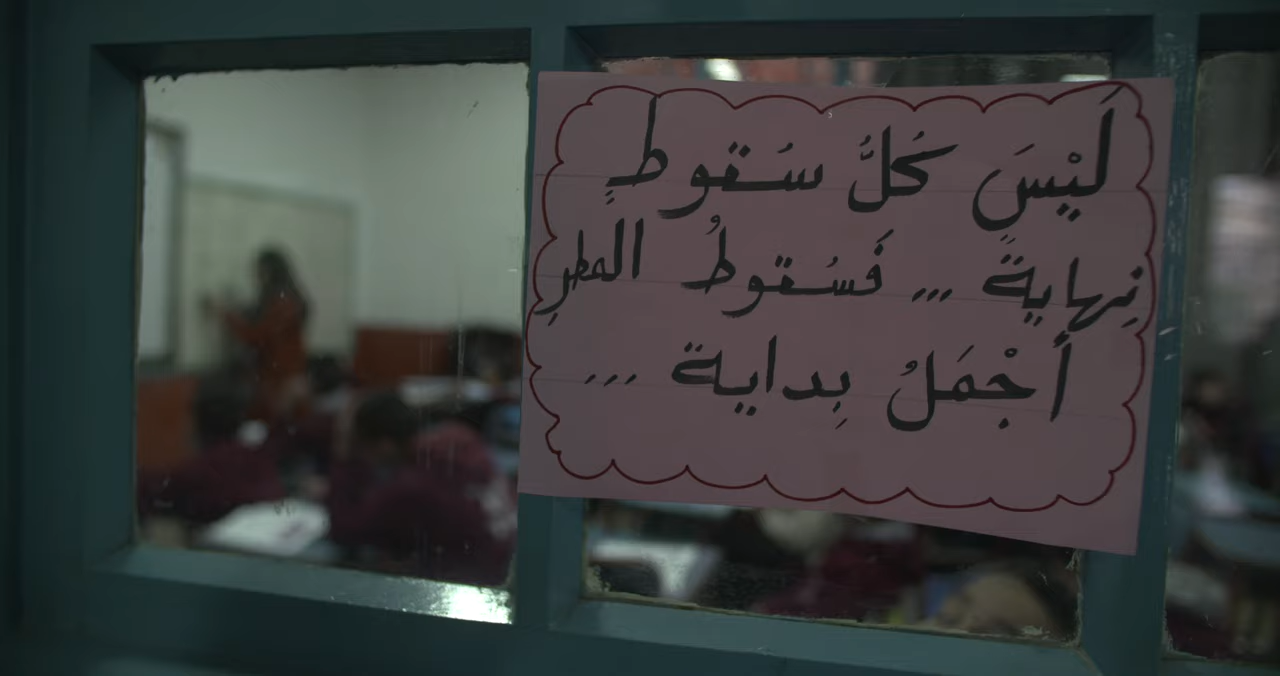 لَيْسَ كُلُّ سُقوطٍ
نِهايةً ,,, فَسُقوطُ المطرِ
أَجْمَلُ بِداية ,,,